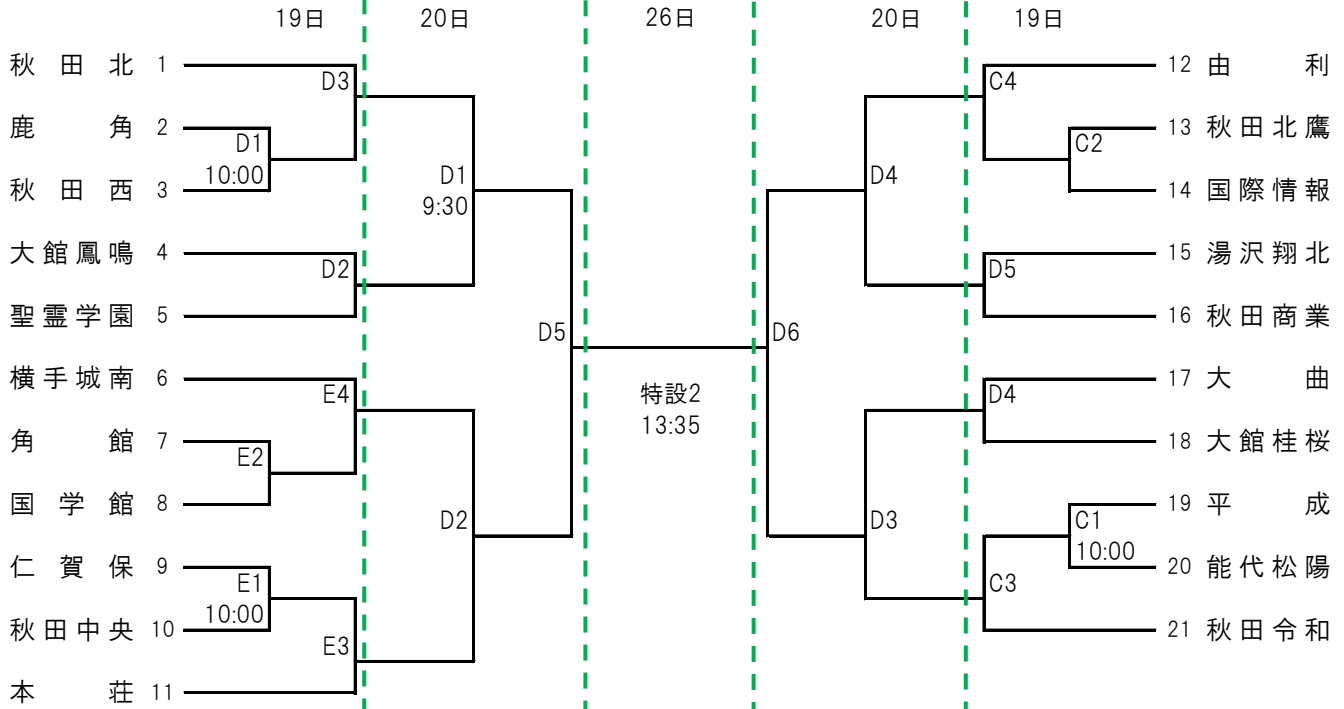 19日 20日 26日 20日 19日
秋田北 1
D3
鹿角 2
D1
10:00
秋田西 3
D1
9:30
大館鳳鳴 4
D2
聖霊学園 5
D5
横手城南 6
E4
角館 7
E2
国学館 8
D2
仁賀保 9
E1
10:00
秋田中央 10
E3
本荘 11
特設2
13:35
12 由利
C4
13 秋田北鷹
C2
14 国際情報
D4
15 湯沢翔北
D5
16 秋田商業
D6
17 大曲
D4
18 大館桂桜
19 平成
C1
10:00
D3
20 能代松陽
C3
21 秋田令和